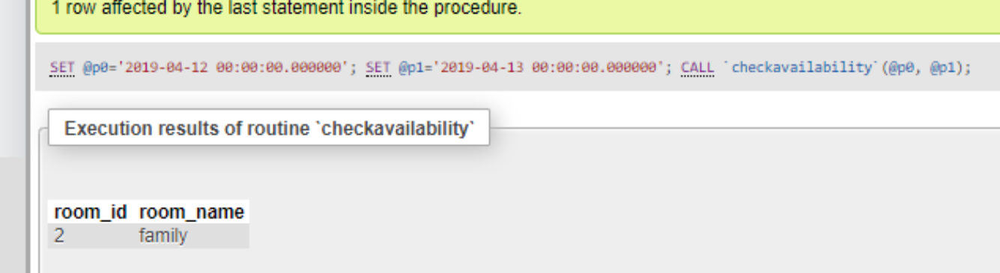 1 row affected by the last statement inside the procedure.
SET @p0='2019-04-12 00:00:00.000000'; SET @p1='2019-04-13 00:00:00.000000'; CALL `checkavailability`(@p0, @p1);
Execution results of routine `checkavailability`
room_id room_name
2 family